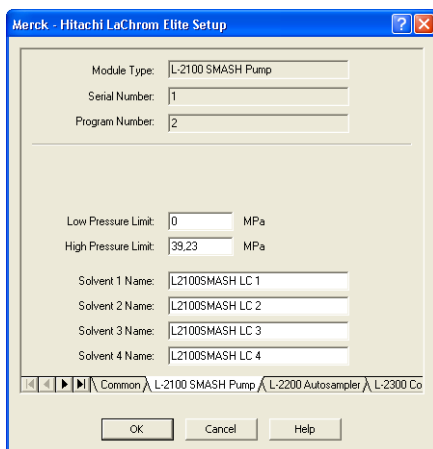 Merck - Hitachi LaChrom Elite Setup
Module Type: L-2100 SMASH Pump
Serial Number: 1
Program Number: 2
Low Pressure Limit: 0 MPa
High Pressure Limit: 39,23 MPa
Solvent 1 Name: L2100SMASH LC 1
Solvent 2 Name: L2100SMASH LC 2
Solvent 3 Name: L2100SMASH LC 3
Solvent 4 Name: L2100SMASH LC 4
Common L-2100 SMASH Pump L-2200 Autosampler L-2300 Co
OK Cancel Help